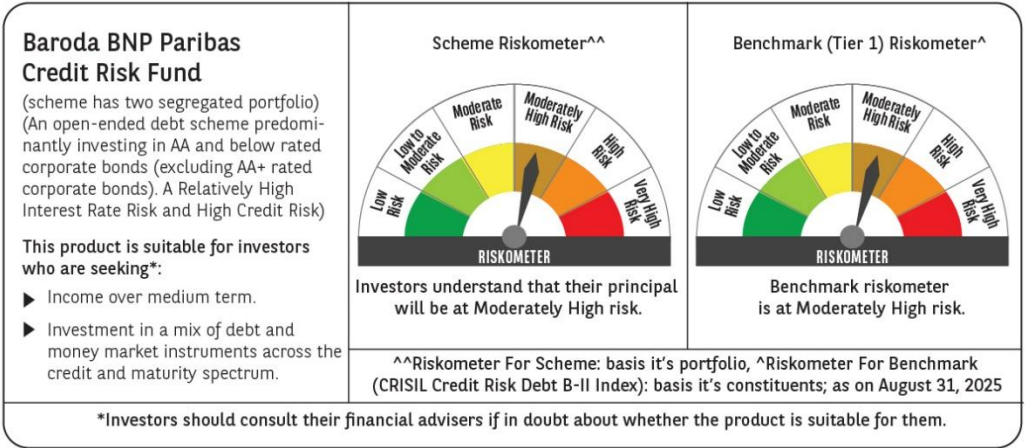 Baroda BNP Paribas
Credit Risk Fund
(scheme has two segregated portfolio)
(An open-ended debt scheme predomi-
nantly investing in AA and below rated
corporate bonds (excluding AA+ rated
corporate bonds). A Relatively High
Interest Rate Risk and High Credit Risk)
This product is suitable for investors
who are seeking*:
Income over medium term.
Investment in a mix of debt and
money market instruments across the
credit and maturity spectrum.
Scheme Riskometer^^
Low
Risk
Low to
Moderate
Risk
Moderate
Risk
Moderately
High Risk
High
Risk
Very High
Risk
RISKOMETER
Investors understand that their principal
will be at Moderately High risk.
Benchmark (Tier 1) Riskometer^
Low
Risk
Low to
Moderate
Risk
Moderate
Risk
Moderately
High Risk
High
Risk
Very High
Risk
RISKOMETER
Benchmark riskometer
is at Moderately High risk.
^^Riskometer For Scheme: basis it's portfolio, ^Riskometer For Benchmark
(CRISIL Credit Risk Debt B-II Index): basis it's constituents; as on August 31, 2025
*Investors should consult their financial advisers if in doubt about whether the product is suitable for them.